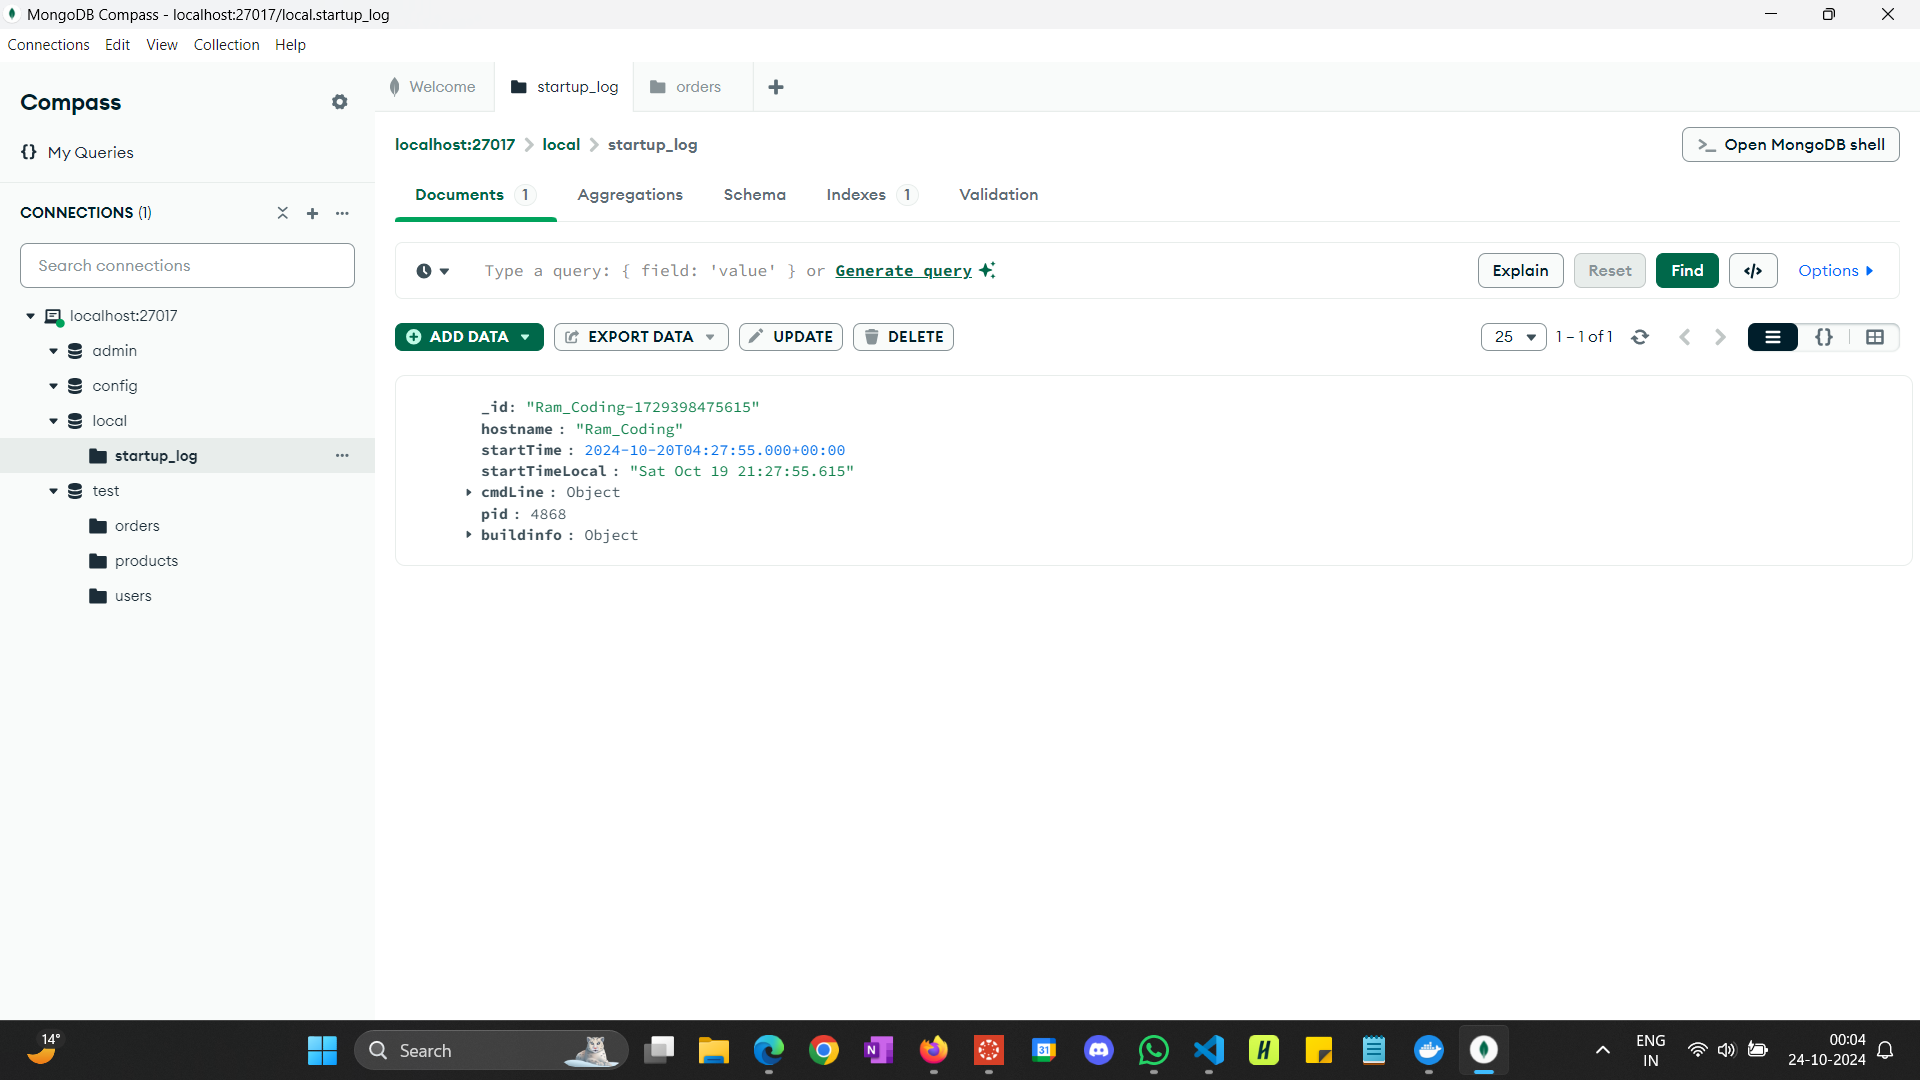 MongoDB Compass - localhost:27017/local.startup_log
Connections Edit View Collection Help
Compass
{} My Queries
CONNECTIONS (1)
Search connections
localhost:27017
admin
config
local
startup_log
test
orders
products
users
Welcome
startup_log
orders
localhost:27017 > local > startup_log
>_ Open MongoDB shell
Documents 1 Aggregations Schema Indexes 1 Validation
Type a query: { field: 'value' } or Generate query
Explain Reset Find </> Options
ADD DATA EXPORT DATA UPDATE DELETE
25 1 – 1 of 1 {}
_id: "Ram_Coding-1729398475615"
hostname : "Ram_Coding"
startTime : 2024-10-20T04:27:55.000+00:00
startTimeLocal : "Sat Oct 19 21:27:55.615"
cmdLine : Object
pid : 4868
buildinfo : Object
14°
Search
N
31
H
ENG
IN
00:04
24-10-2024